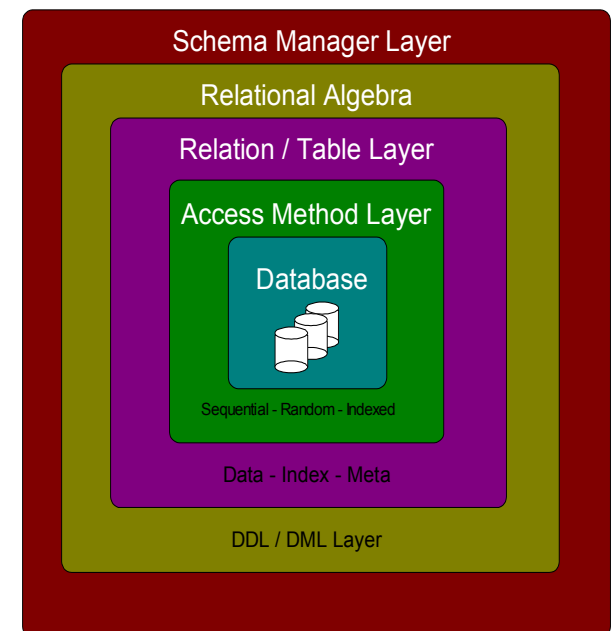 Schema Manager Layer
Relational Algebra
Relation / Table Layer
Access Method Layer
Database
Sequential - Random - Indexed
Data - Index - Meta
DDL / DML Layer